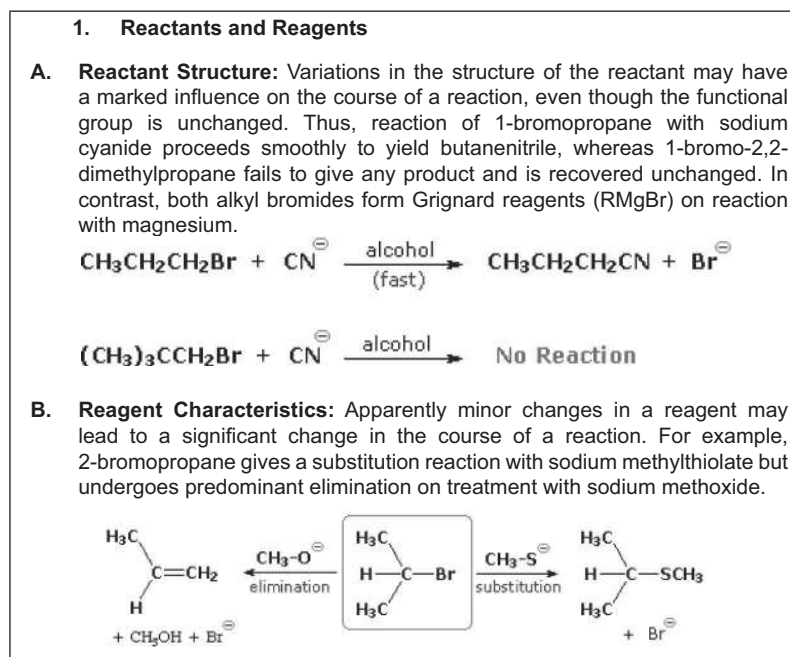 1. Reactants and Reagents
A. Reactant Structure: Variations in the structure of the reactant may have
a marked influence on the course of a reaction, even though the functional
group is unchanged. Thus, reaction of 1-bromopropane with sodium
cyanide proceeds smoothly to yield butanenitrile, whereas 1-bromo-2,2-
dimethylpropane fails to give any product and is recovered unchanged. In
contrast, both alkyl bromides form Grignard reagents (RMgBr) on reaction
with magnesium.
CH₃CH₂CH₂Br + CN⊖ alcohol (fast) CH₃CH₂CH₂CN + Br⊖
(CH₃)₃CCH₂Br + CN⊖ alcohol No Reaction
B. Reagent Characteristics: Apparently minor changes in a reagent may
lead to a significant change in the course of a reaction. For example,
2-bromopropane gives a substitution reaction with sodium methylthiolate but
undergoes predominant elimination on treatment with sodium methoxide.
H₃C H₃C H₃C
C=CH₂ CH₃-O⊖ H—C—Br CH₃-S⊖ H—C—SCH₃
elimination substitution
H H₃C H₃C
+ CH₃OH + Br⊖ + Br⊖